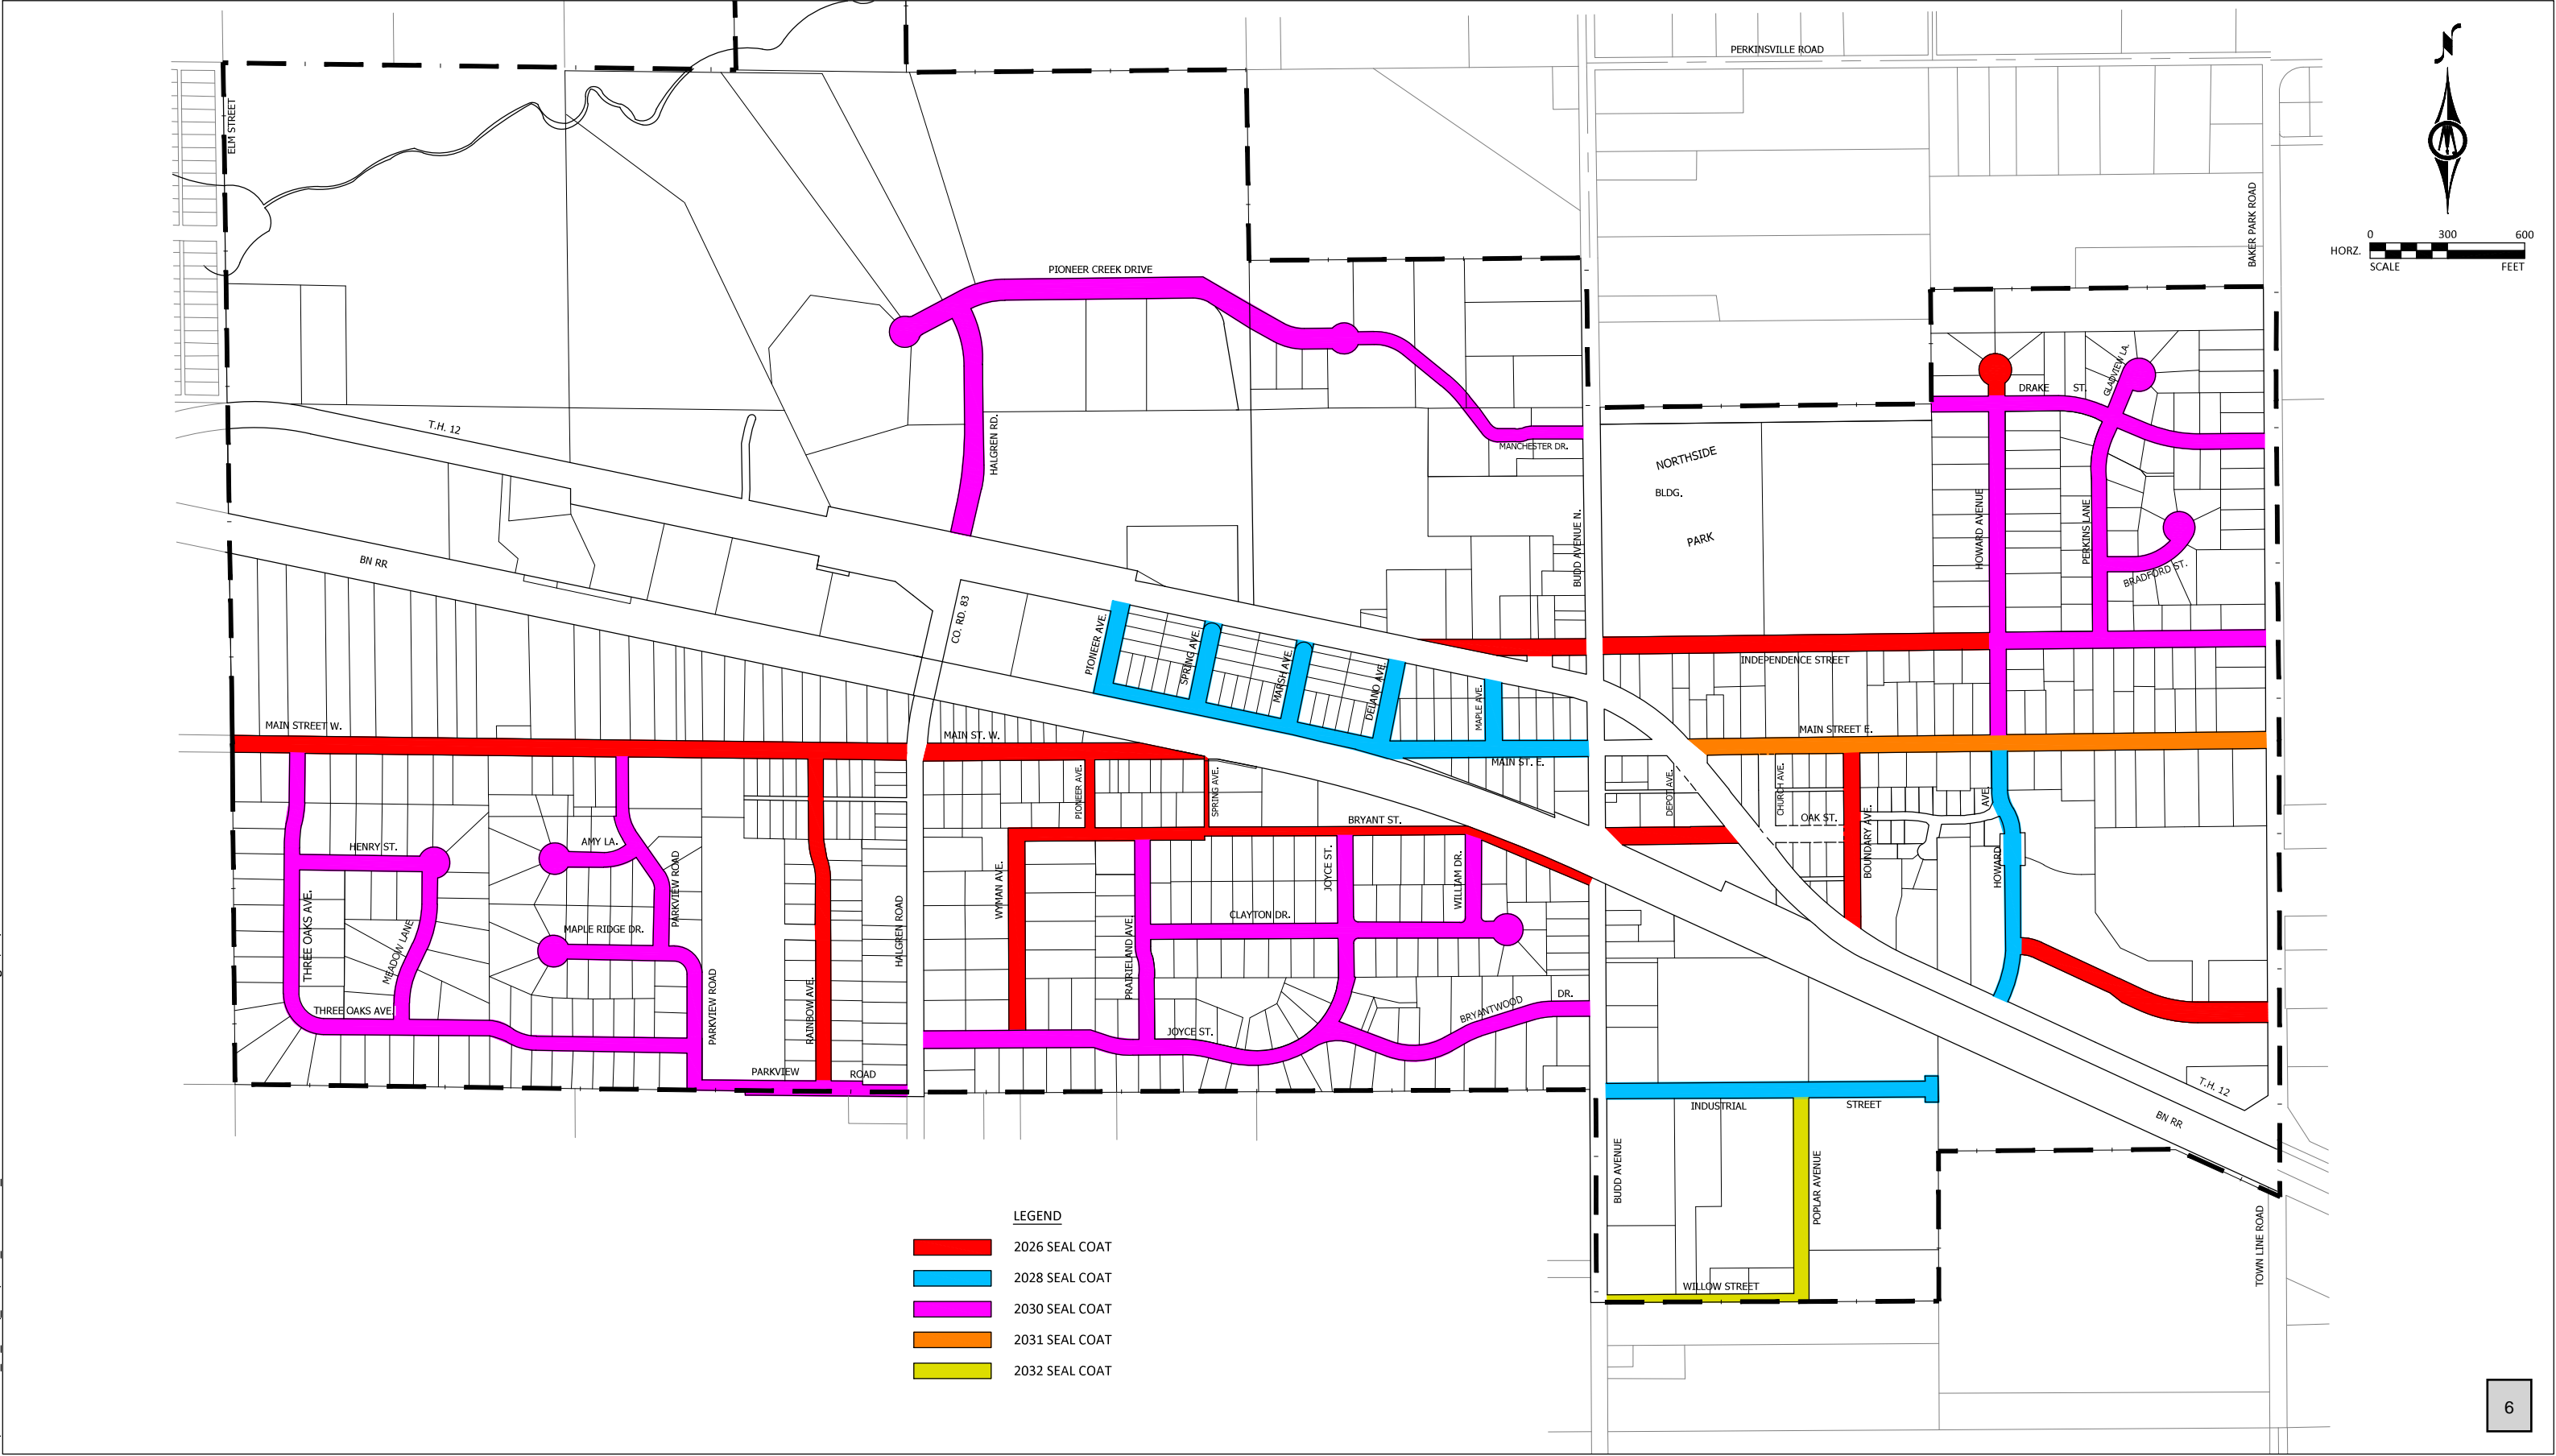 PERKINSVILLE ROAD
N
ELM STREET
BAKER PARK ROAD
0 300 600
HORZ.
SCALE FEET
PIONEER CREEK DRIVE
GLADVIEW LA.
DRAKE ST.
T.H. 12
HALGREN RD.
MANCHESTER DR.
NORTHSIDE
BLDG.
PARK
BUDD AVENUE N.
HOWARD AVENUE
PERKINS LANE
BRADFORD ST.
BN RR
CO. RD. 83
PIONEER AVE.
SPRING AVE.
MARSH AVE.
DELANO AVE.
MAPLE AVE.
INDEPENDENCE STREET
MAIN STREET W.
MAIN ST. W.
MAIN STREET E.
MAIN ST. E.
PIONEER AVE.
SPRING AVE.
DEPOT AVE.
CHURCH AVE.
OAK ST.
BOUNDARY AVE.
HOWARD AVE.
BRYANT ST.
HENRY ST.
AMY LA.
PARKVIEW ROAD
THREE OAKS AVE.
MEADOW LANE
MAPLE RIDGE DR.
THREE OAKS AVE.
PARKVIEW ROAD
RAINBOW AVE.
HALGREN ROAD
WYMAN AVE.
PRAIRIELAND AVE.
JOYCE ST.
WILLIAM DR.
CLAYTON DR.
BRYANTWOOD DR.
JOYCE ST.
PARKVIEW ROAD
T.H. 12
BN RR
INDUSTRIAL STREET
BUDD AVENUE
POPLAR AVENUE
WILLOW STREET
TOWN LINE ROAD
LEGEND
2026 SEAL COAT
2028 SEAL COAT
2030 SEAL COAT
2031 SEAL COAT
2032 SEAL COAT
6